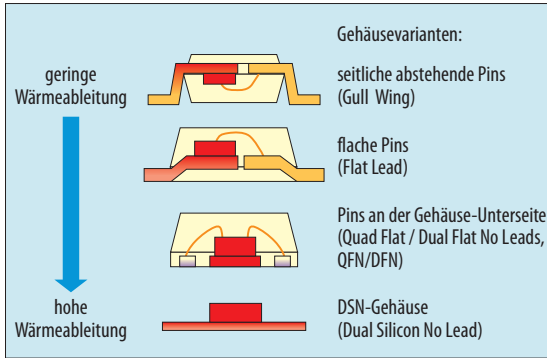 Gehäusevarianten:
geringe
Wärmeableitung
seitliche abstehende Pins
(Gull Wing)
flache Pins
(Flat Lead)
Pins an der Gehäuse-Unterseite
(Quad Flat / Dual Flat No Leads,
QFN/DFN)
hohe
Wärmeableitung
DSN-Gehäuse
(Dual Silicon No Lead)